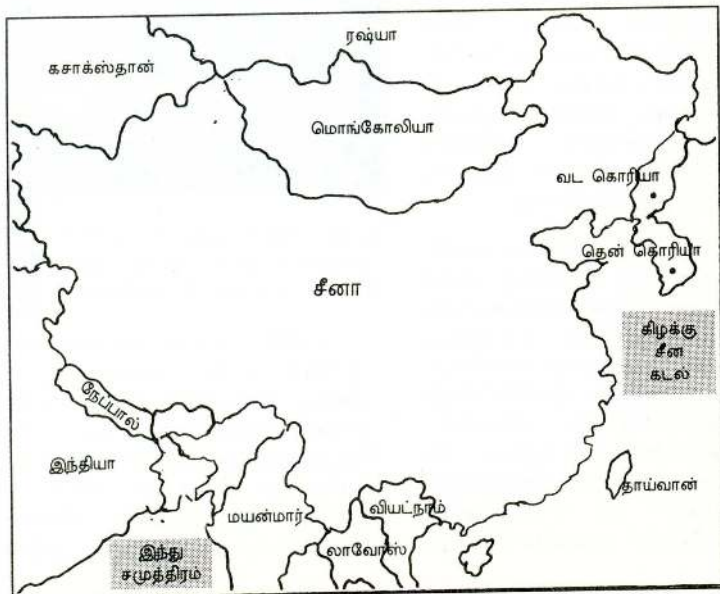 ரஷ்யா
கசாக்ஸ்தான்
மொங்கோலியா
வட கொரியா
தென் கொரியா
சீனா
கிழக்கு
சீன
கடல்
நேப்பால்
இந்தியா
தாய்வான்
மயன்மார்
வியட்நாம்
லாவோஸ்
இந்து
சமுத்திரம்